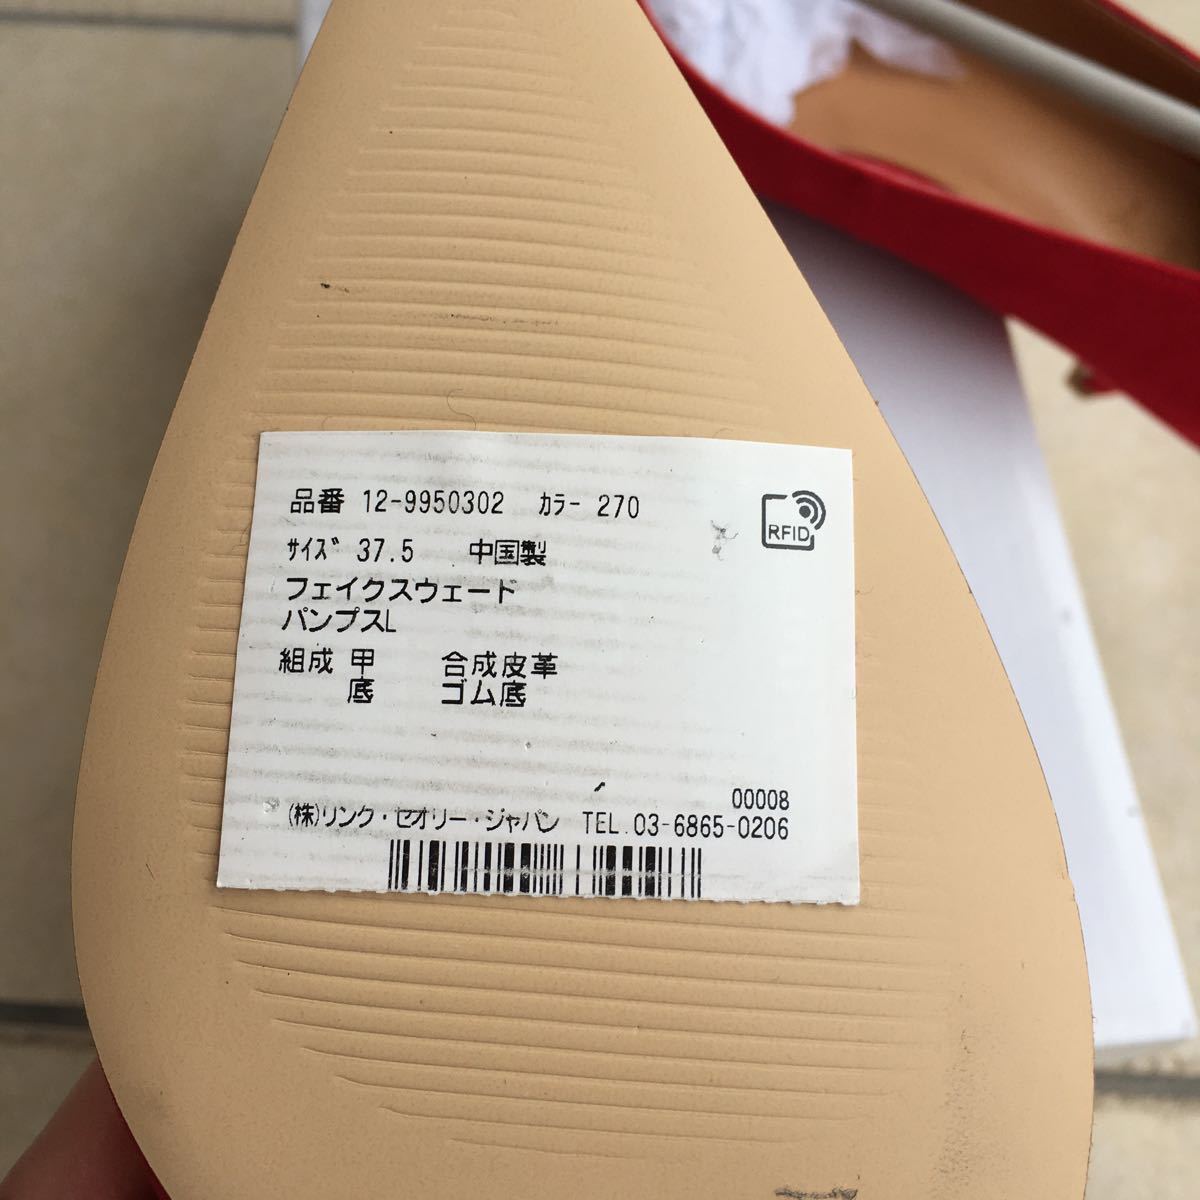 品番 12-9950302 カラー 270
RFID
サイズ 37.5 中国製
フェイクスウェード
パンプスL
組成 甲 合成皮革
底 ゴム底
00008
(株)リンク・セオリー・ジャパン TEL.03-6865-0206